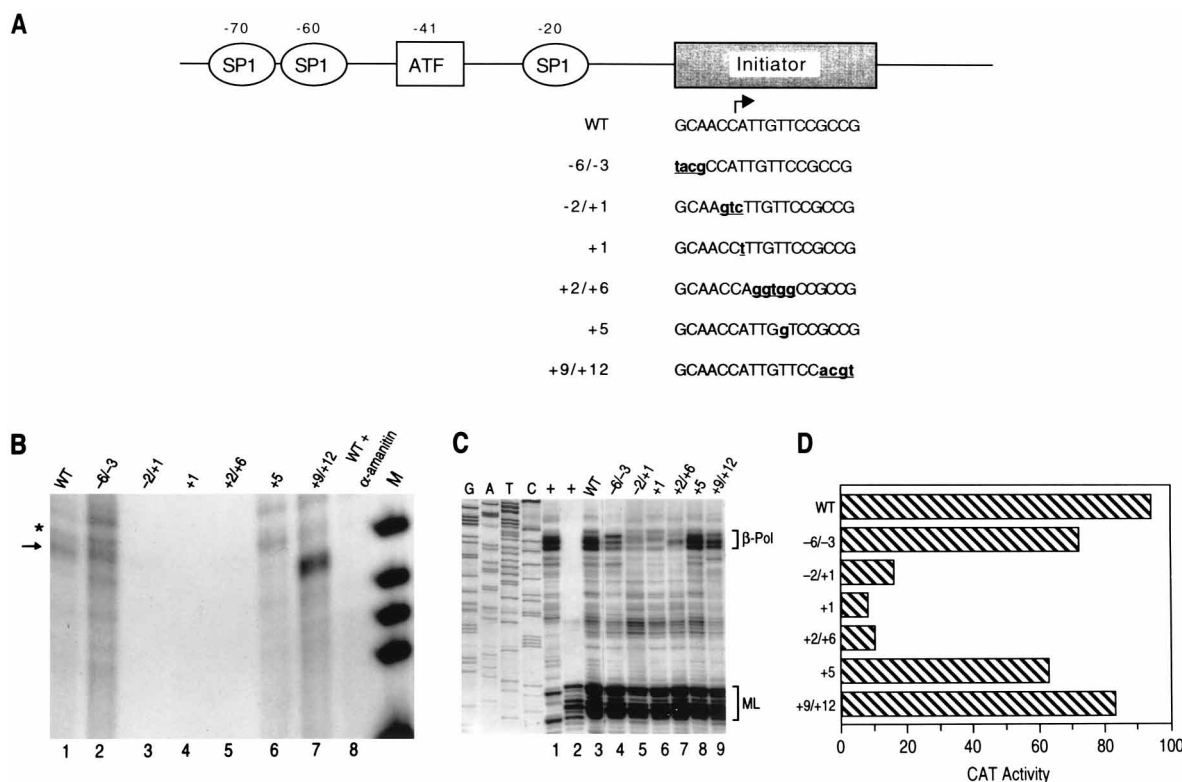 A
-70 -60 -41 -20
SP1 SP1 ATF SP1 Initiator
WT GCAACCATTGTTCCGCCG
-6/-3 tacgCCATTGTTCCGCCG
-2/+1 GCAAgtcTTGTTCCGCCG
+1 GCAACCtTTGTTCCGCCG
+2/+6 GCAACCAggtggCCGCCG
+5 GCAACCATTGgTCCGCCG
+9/+12 GCAACCATTGTTCCacgt
B
WT -6/-3 -2/+1 +1 +2/+6 +5 +9/+12 WT + α-amanitin M
*
1 2 3 4 5 6 7 8
C
G A T C + + WT -6/-3 -2/+1 +1 +2/+6 +5 +9/+12
β-Pol
ML
1 2 3 4 5 6 7 8 9
D
WT
-6/-3
-2/+1
+1
+2/+6
+5
+9/+12
0 20 40 60 80 100
CAT Activity